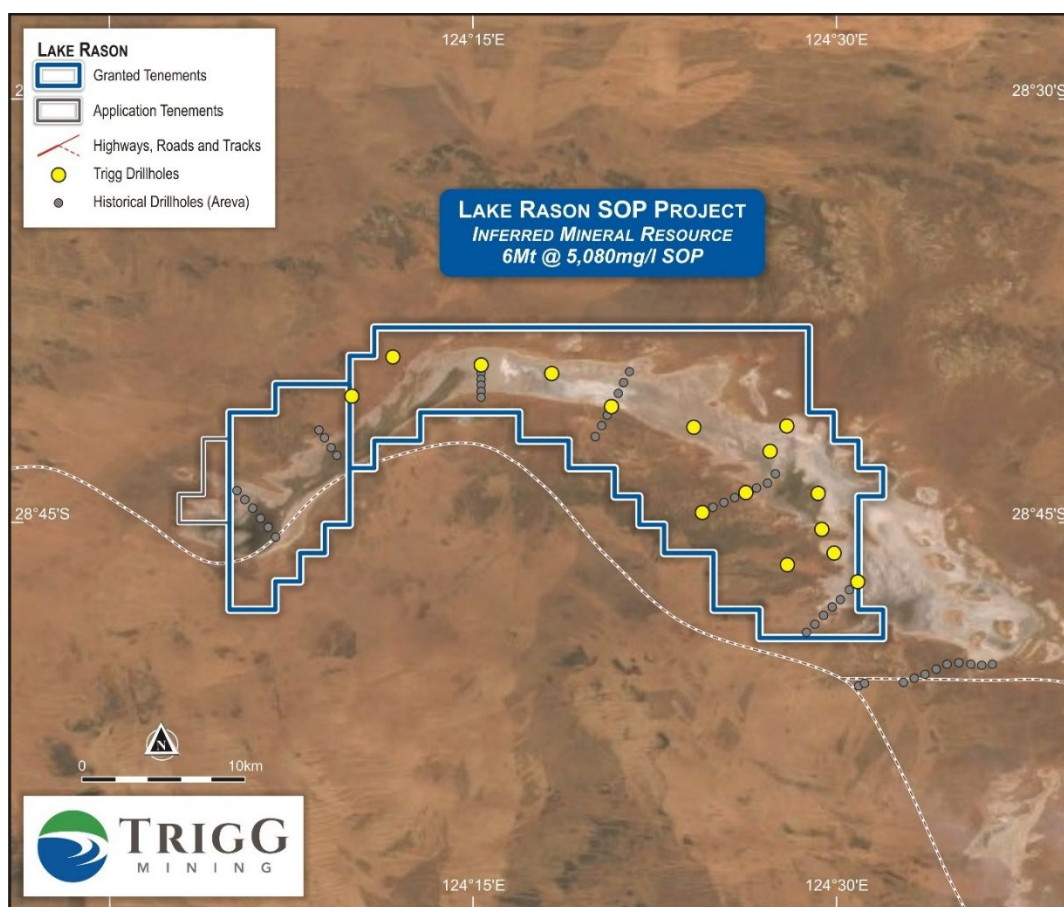 124°15'E
124°30'E
LAKE RASON
Granted Tenements
Application Tenements
Highways, Roads and Tracks
Trigg Drillholes
Historical Drillholes (Areva)
28°30'S
LAKE RASON SOP PROJECT
INFERRED MINERAL RESOURCE
6Mt @ 5,080mg/l SOP
28°45'S
28°45'S
N
0
10km
TRIGG
MINING
124°15'E
124°30'E